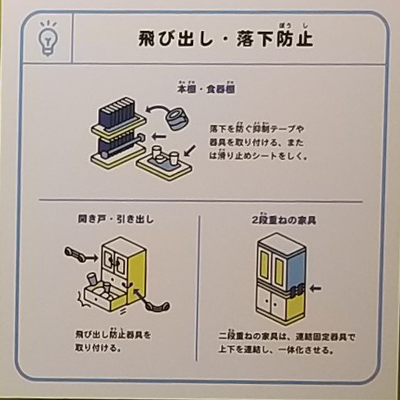 飛び出し・落下防止
本棚・食器棚
落下を防ぐ抑制テープや
器具を取り付ける、また
は滑り止めシートをしく。
開き戸・引き出し
飛び出し防止器具を
取り付ける。
2段重ねの家具
二段重ねの家具は、連結固定器具で
上下を連結し、一体化させる。